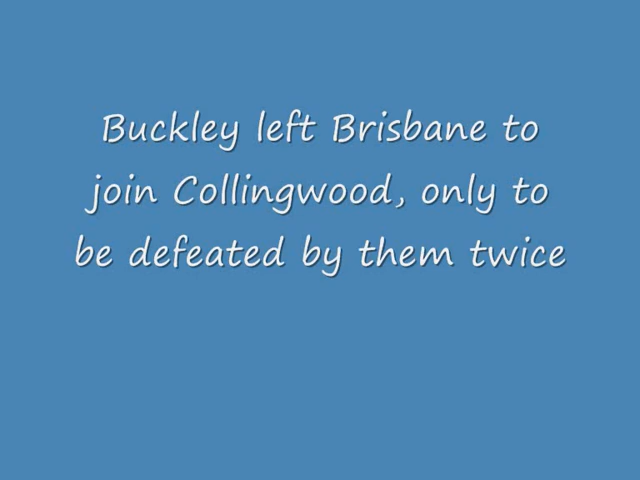 Buckley left Brisbane to
join Collingwood, only to
be defeated by them twice